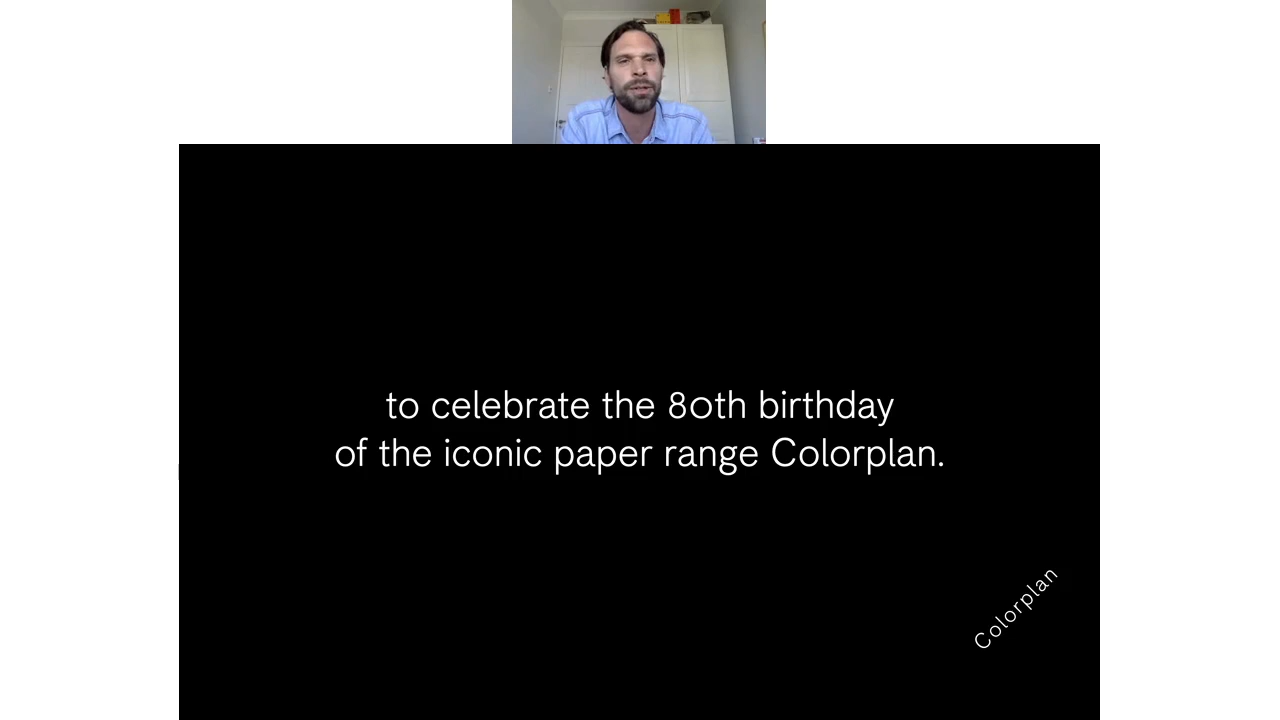 to celebrate the 80th birthday
of the iconic paper range Colorplan.
Colorplan